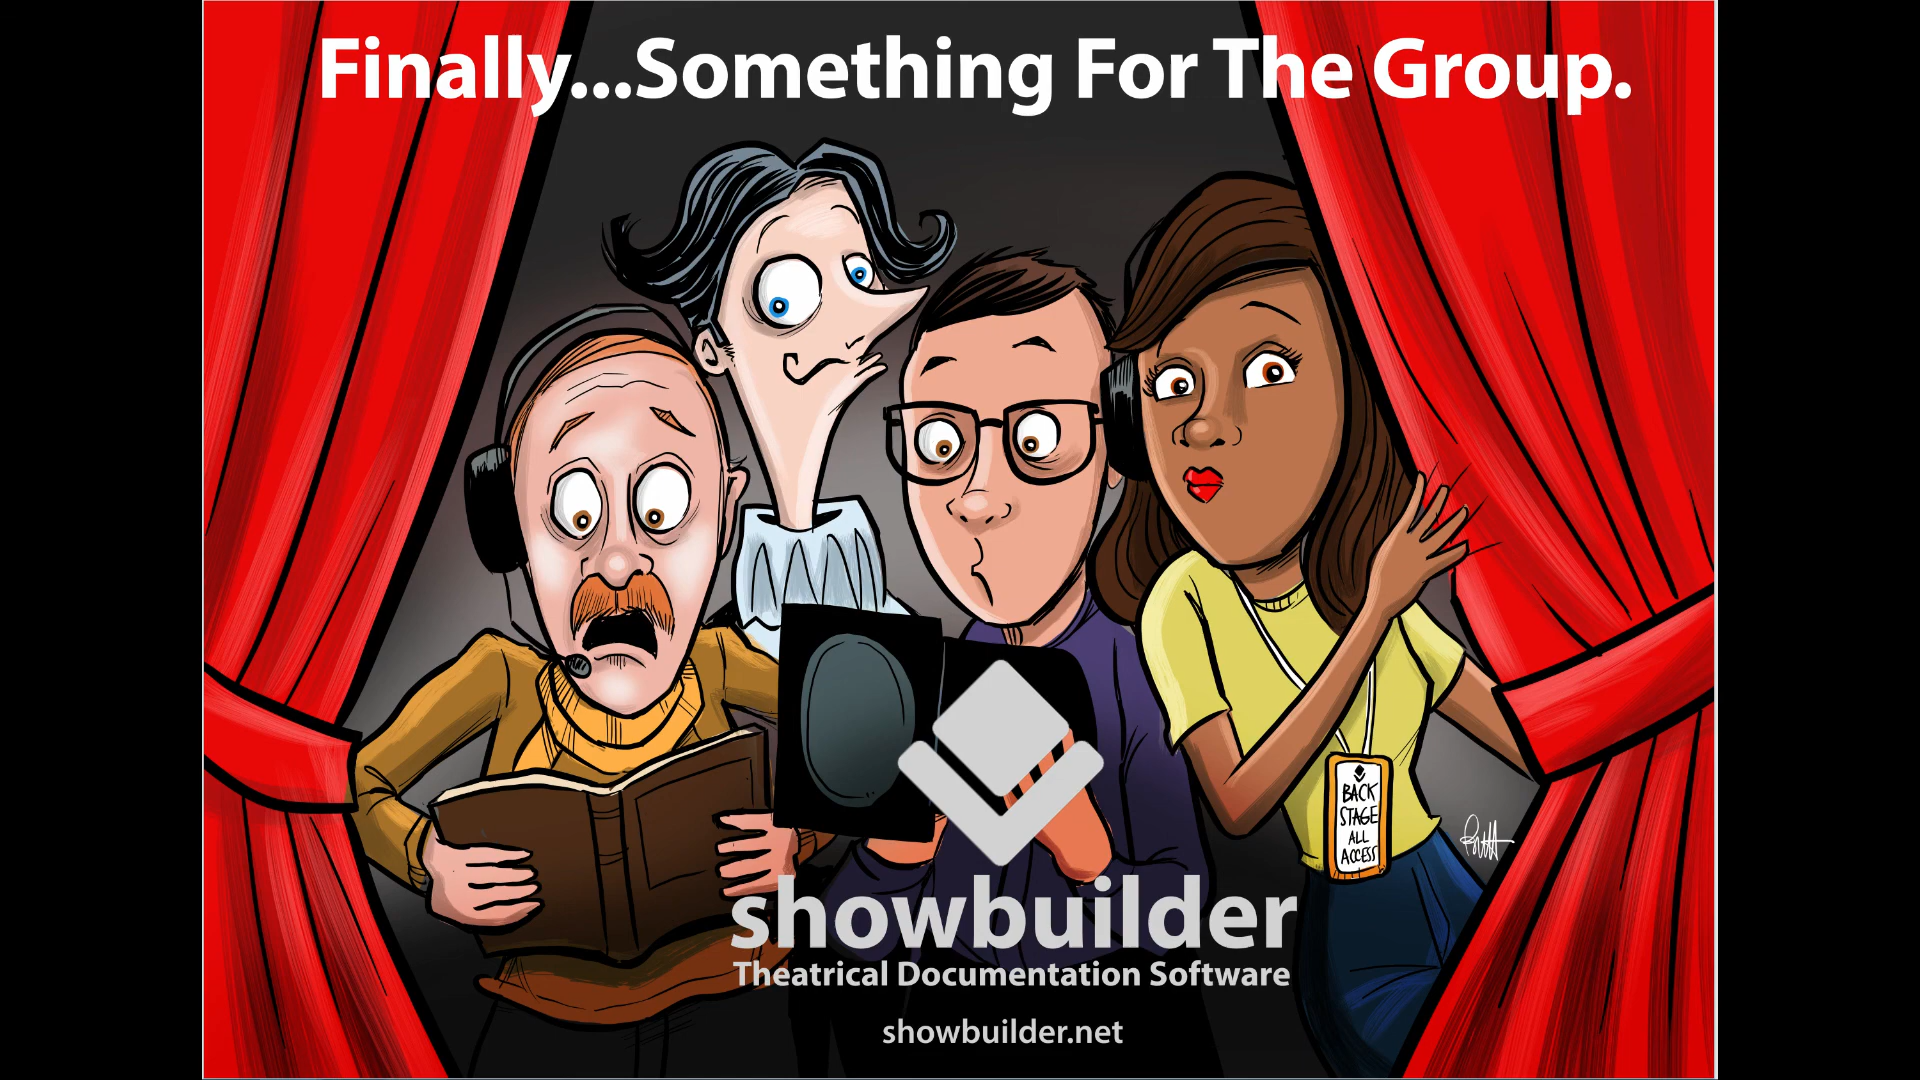 Finally...Something For The Group.
BACK
STAGE
ALL
ACCESS
showbuilder
Theatrical Documentation Software
showbuilder.net